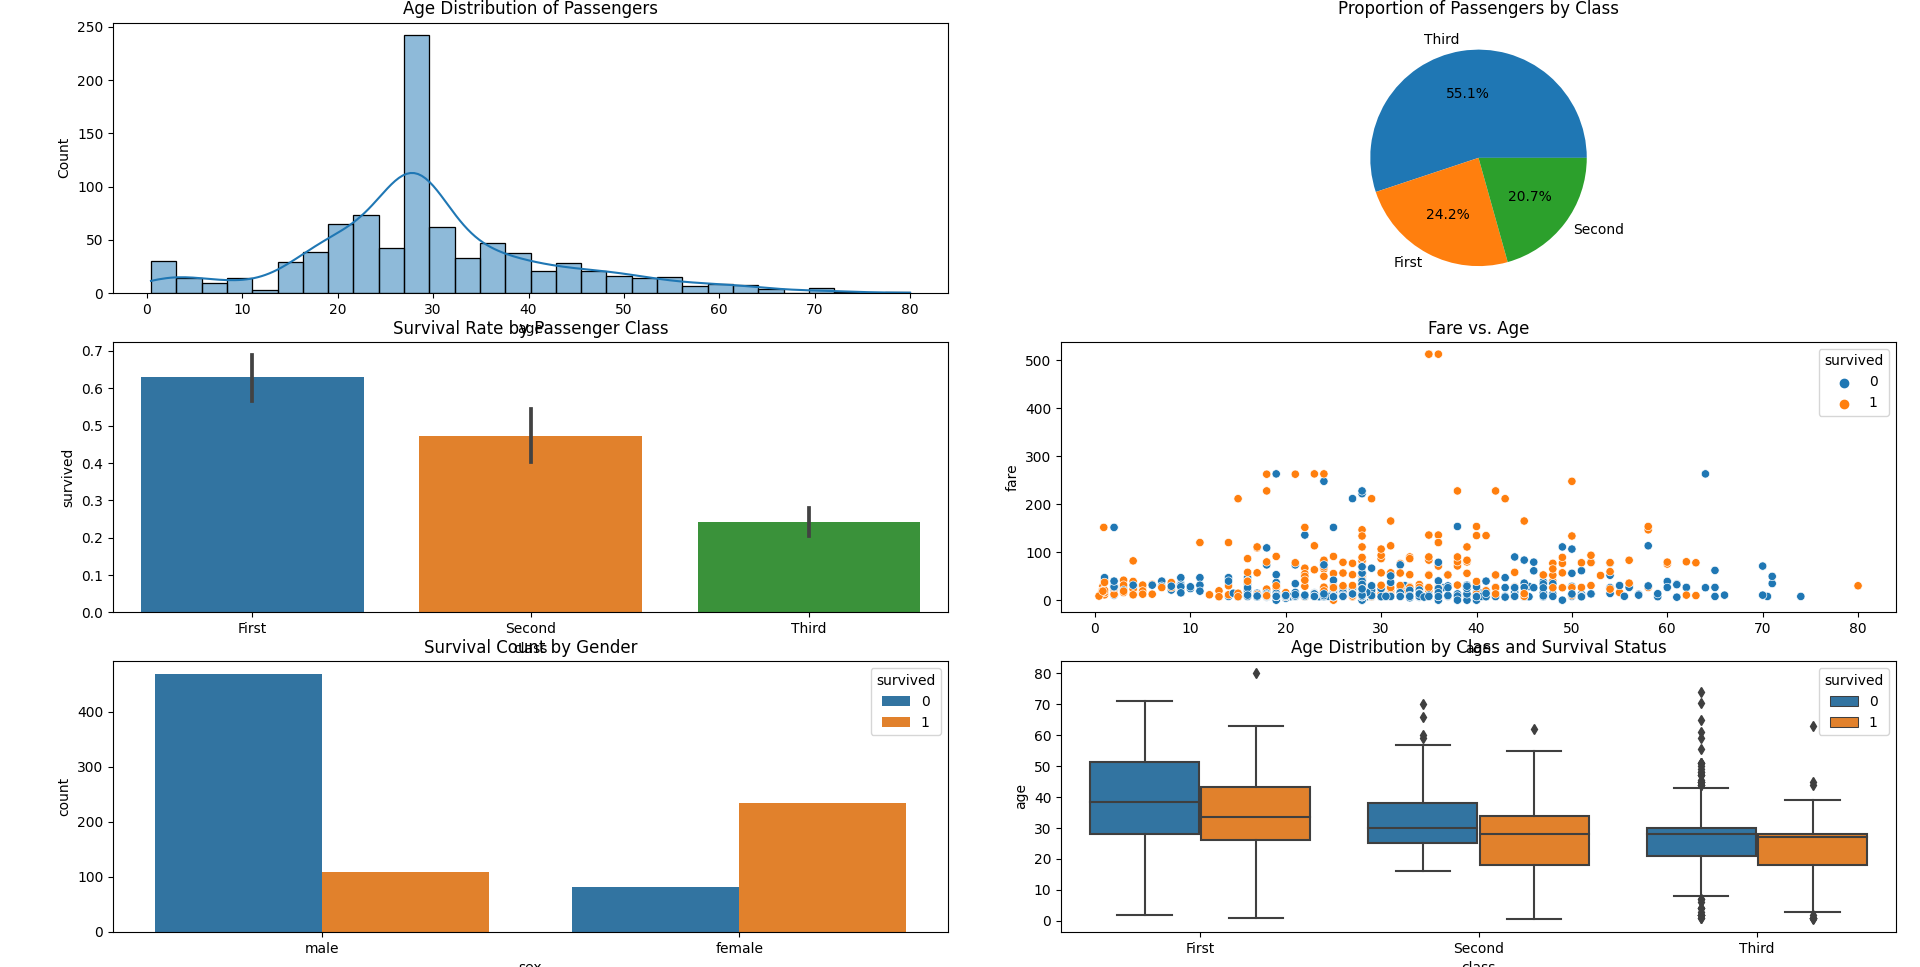 Age Distribution of Passengers
250
200
150
100
50
0
Count
0 10 20 30 40 50 60 70 80
age
Proportion of Passengers by Class
Third
55.1%
24.2%
20.7%
First
Second
Survival Rate by Passenger Class
0.7
0.6
0.5
0.4
0.3
0.2
0.1
0.0
survived
First Second Third
class
Fare vs. Age
500
400
300
200
100
0
fare
survived
0
1
0 10 20 30 40 50 60 70 80
age
Survival Count by Gender
400
300
200
100
0
count
survived
0
1
male female
sex
Age Distribution by Class and Survival Status
80
70
60
50
40
30
20
10
0
age
survived
0
1
First Second Third
class